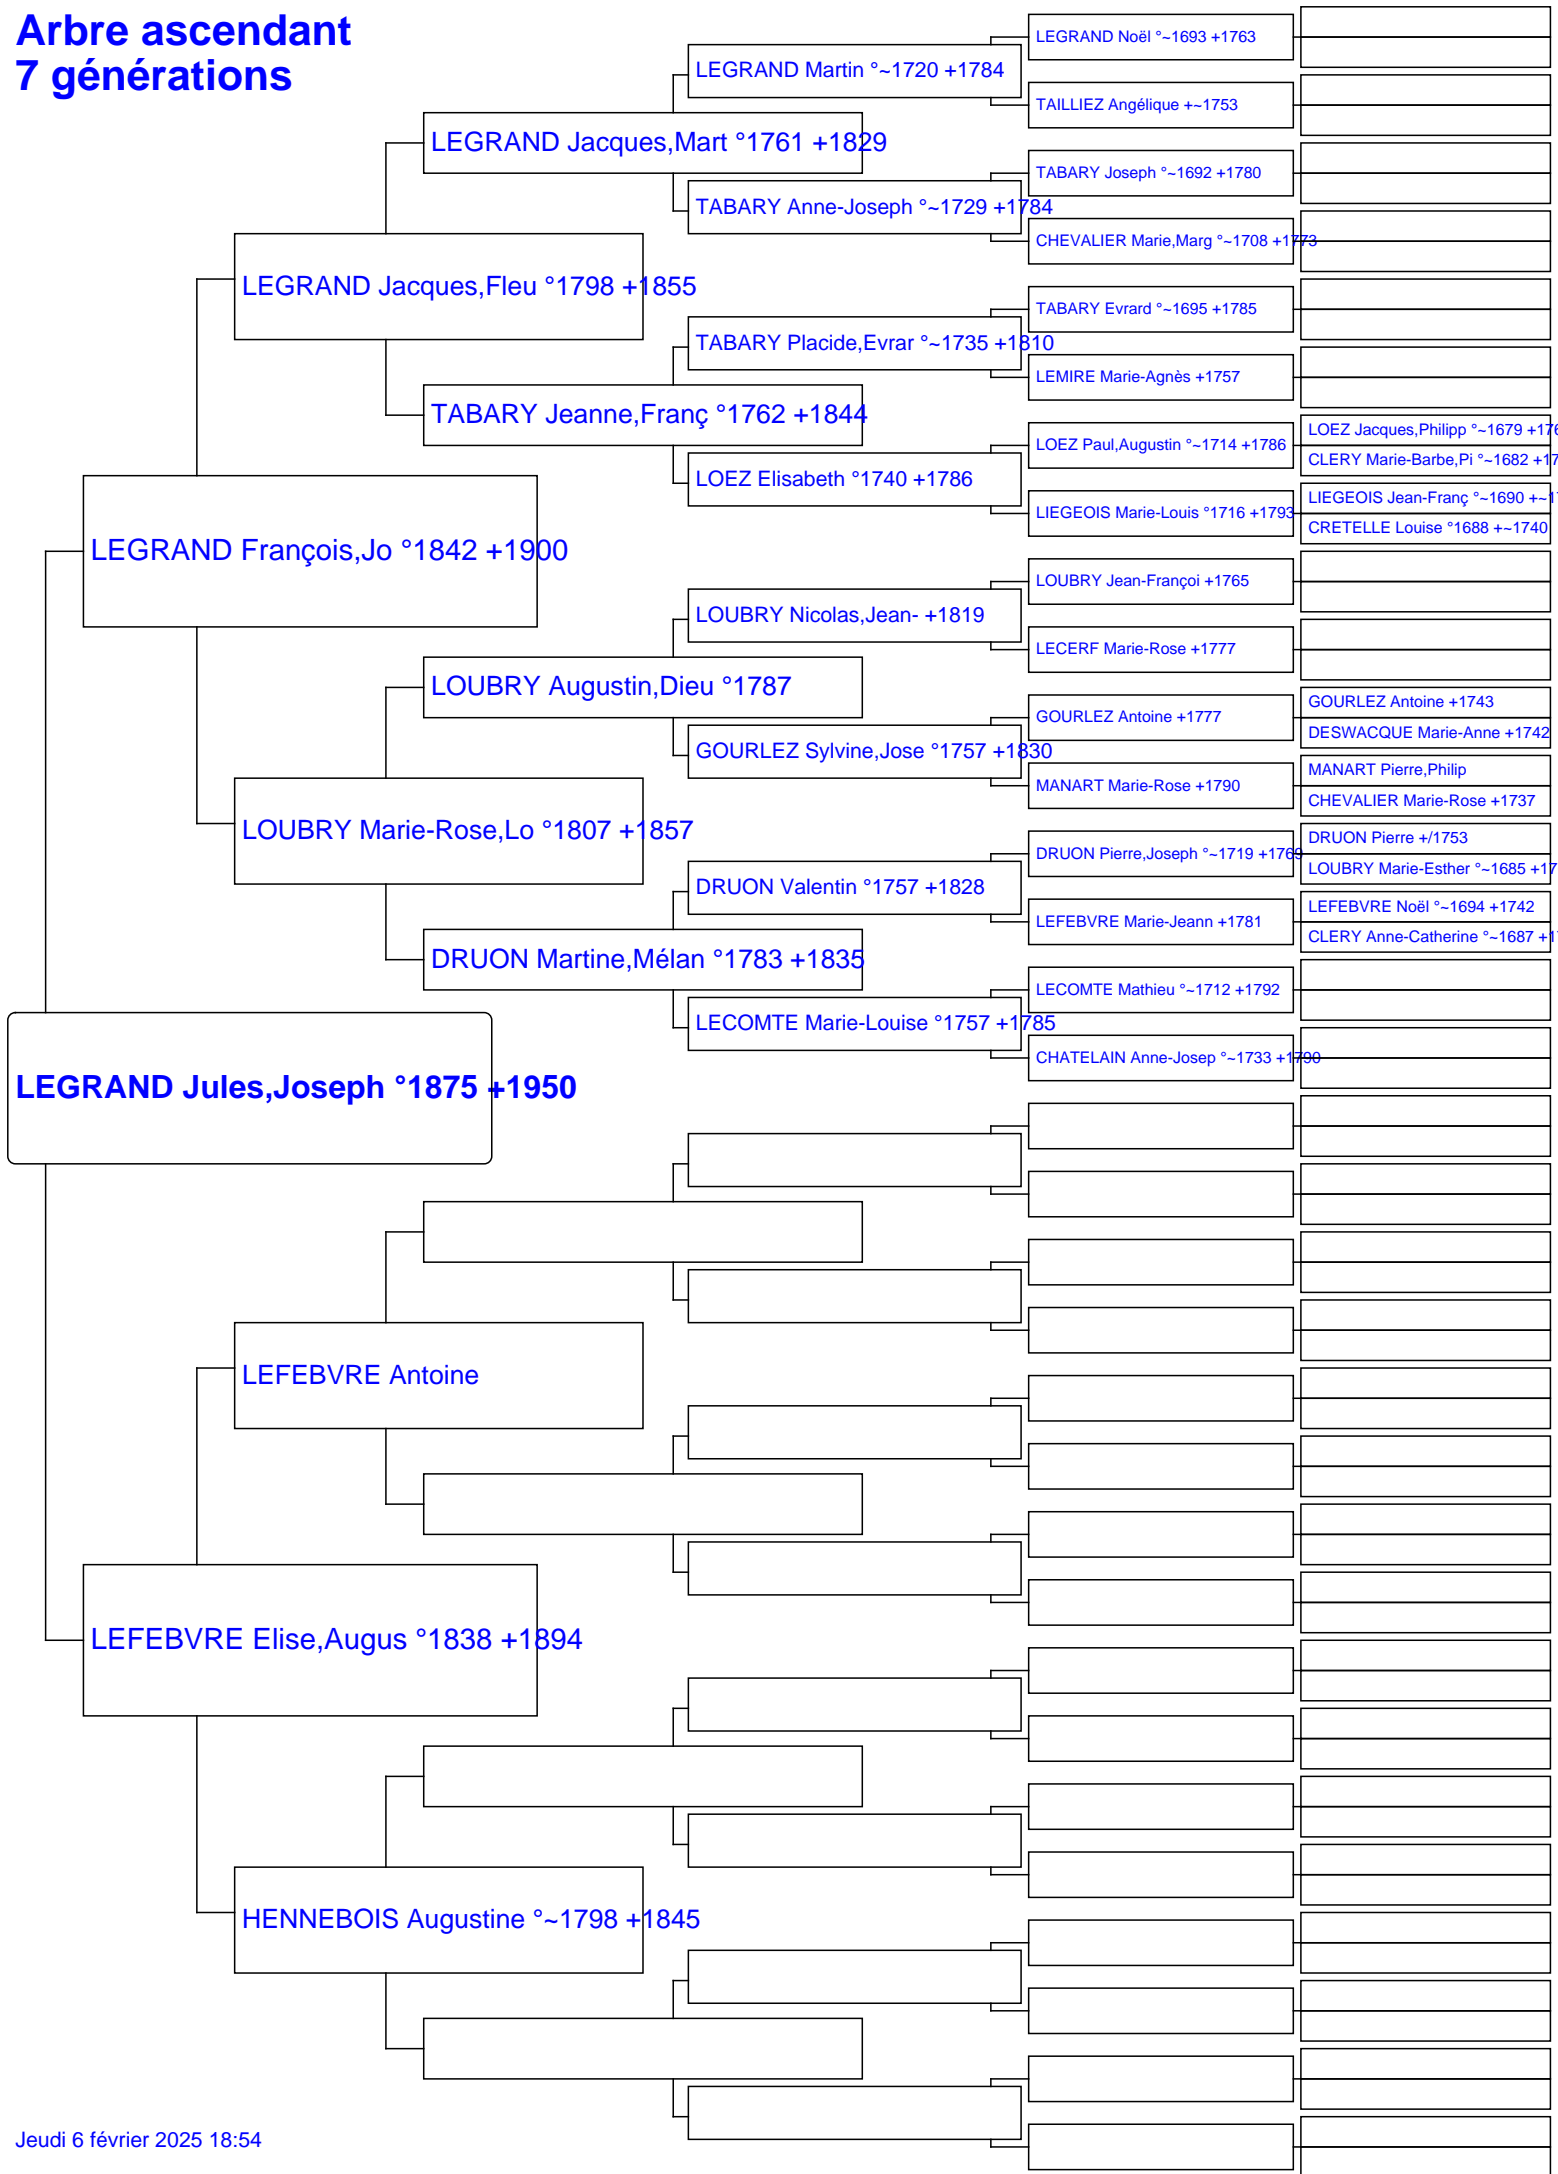 Arbre ascendant
7 générations
LEGRAND Noël °~1693 +1763
LEGRAND Martin °~1720 +1784
TAILLIEZ Angélique +~1753
LEGRAND Jacques,Mart °1761 +1829
TABARY Joseph °~1692 +1780
TABARY Anne-Joseph °~1729 +1784
CHEVALIER Marie,Marg °~1708 +1773
LEGRAND Jacques,Fleu °1798 +1855
TABARY Evrard °~1695 +1785
TABARY Placide,Evrar °~1735 +1810
LEMIRE Marie-Agnès +1757
TABARY Jeanne,Franç °1762 +1844
LOEZ Jacques,Philipp °~1679
LOEZ Paul,Augustin °~1714 +1786
CLERY Marie-Barbe,Pi °~1682
LOEZ Elisabeth °1740 +1786
LIEGEOIS Jean-Franç °~1690
LIEGEOIS Marie-Louis °1716 +1793
CRETELLE Louise °1688 +~1740
LEGRAND François,Jo °1842 +1900
LOUBRY Jean-Françoi +1765
LOUBRY Nicolas,Jean- +1819
LECERF Marie-Rose +1777
LOUBRY Augustin,Dieu °1787
GOURLEZ Antoine +1743
GOURLEZ Antoine +1777
DESWACQUE Marie-Anne +1742
GOURLEZ Sylvine,Jose °1757 +1830
MANART Pierre,Philip
MANART Marie-Rose +1790
CHEVALIER Marie-Rose +1737
LOUBRY Marie-Rose,Lo °1807 +1857
DRUON Pierre +/1753
DRUON Pierre,Joseph °~1719 +1769
LOUBRY Marie-Esther °~1685
DRUON Valentin °1757 +1828
LEFEBVRE Noël °~1694 +1742
LEFEBVRE Marie-Jeann +1781
CLERY Anne-Catherine °~1687
DRUON Martine,Mélan °1783 +1835
LECOMTE Mathieu °~1712 +1792
LECOMTE Marie-Louise °1757 +1785
CHATELAIN Anne-Josep °~1733 +1790
LEGRAND Jules,Joseph °1875 +1950
LEFEBVRE Antoine
LEFEBVRE Elise,Augus °1838 +1894
HENNEBOIS Augustine °~1798 +1845
Jeudi 6 février 2025 18:54